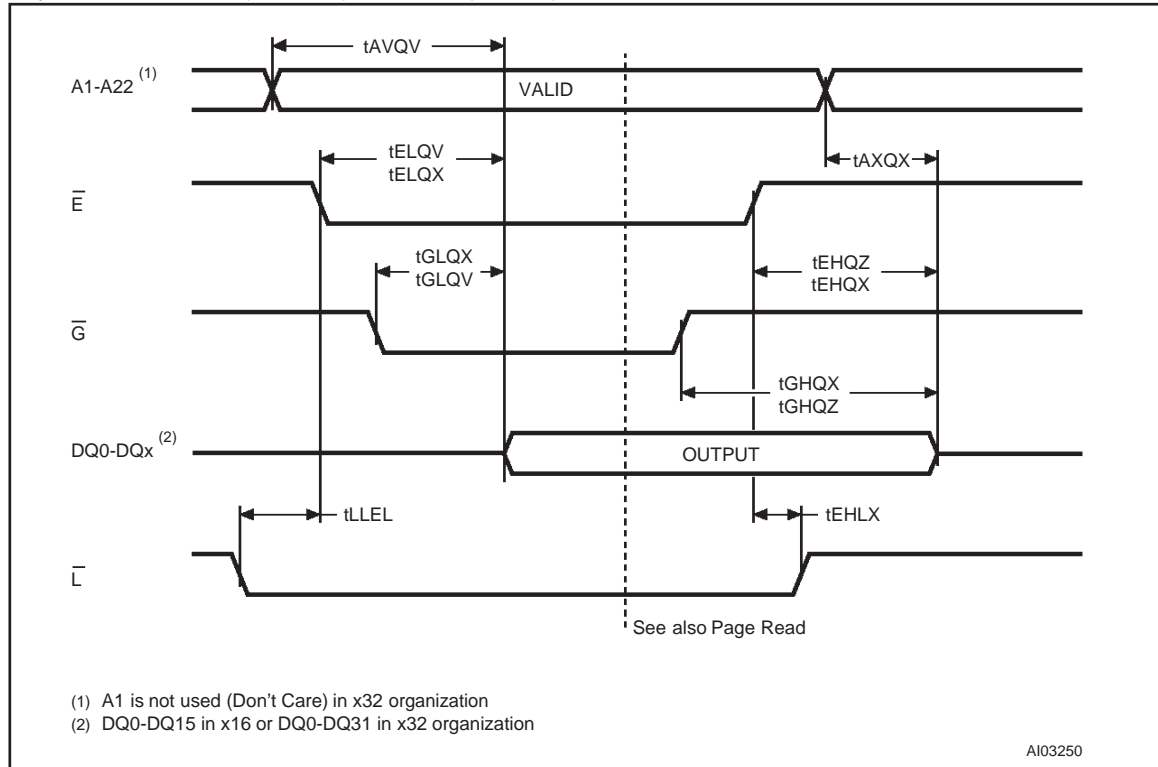 tAVQV
A1-A22 (1)
VALID
tELQV
tELQX
tAXQX
E
tGLQX
tGLQV
tEHQZ
tEHQX
G
tGHQX
tGHQZ
DQ0-DQx (2)
OUTPUT
tLLEL
tEHLX
L
See also Page Read
(1) A1 is not used (Don't Care) in x32 organization
(2) DQ0-DQ15 in x16 or DQ0-DQ31 in x32 organization
AI03250